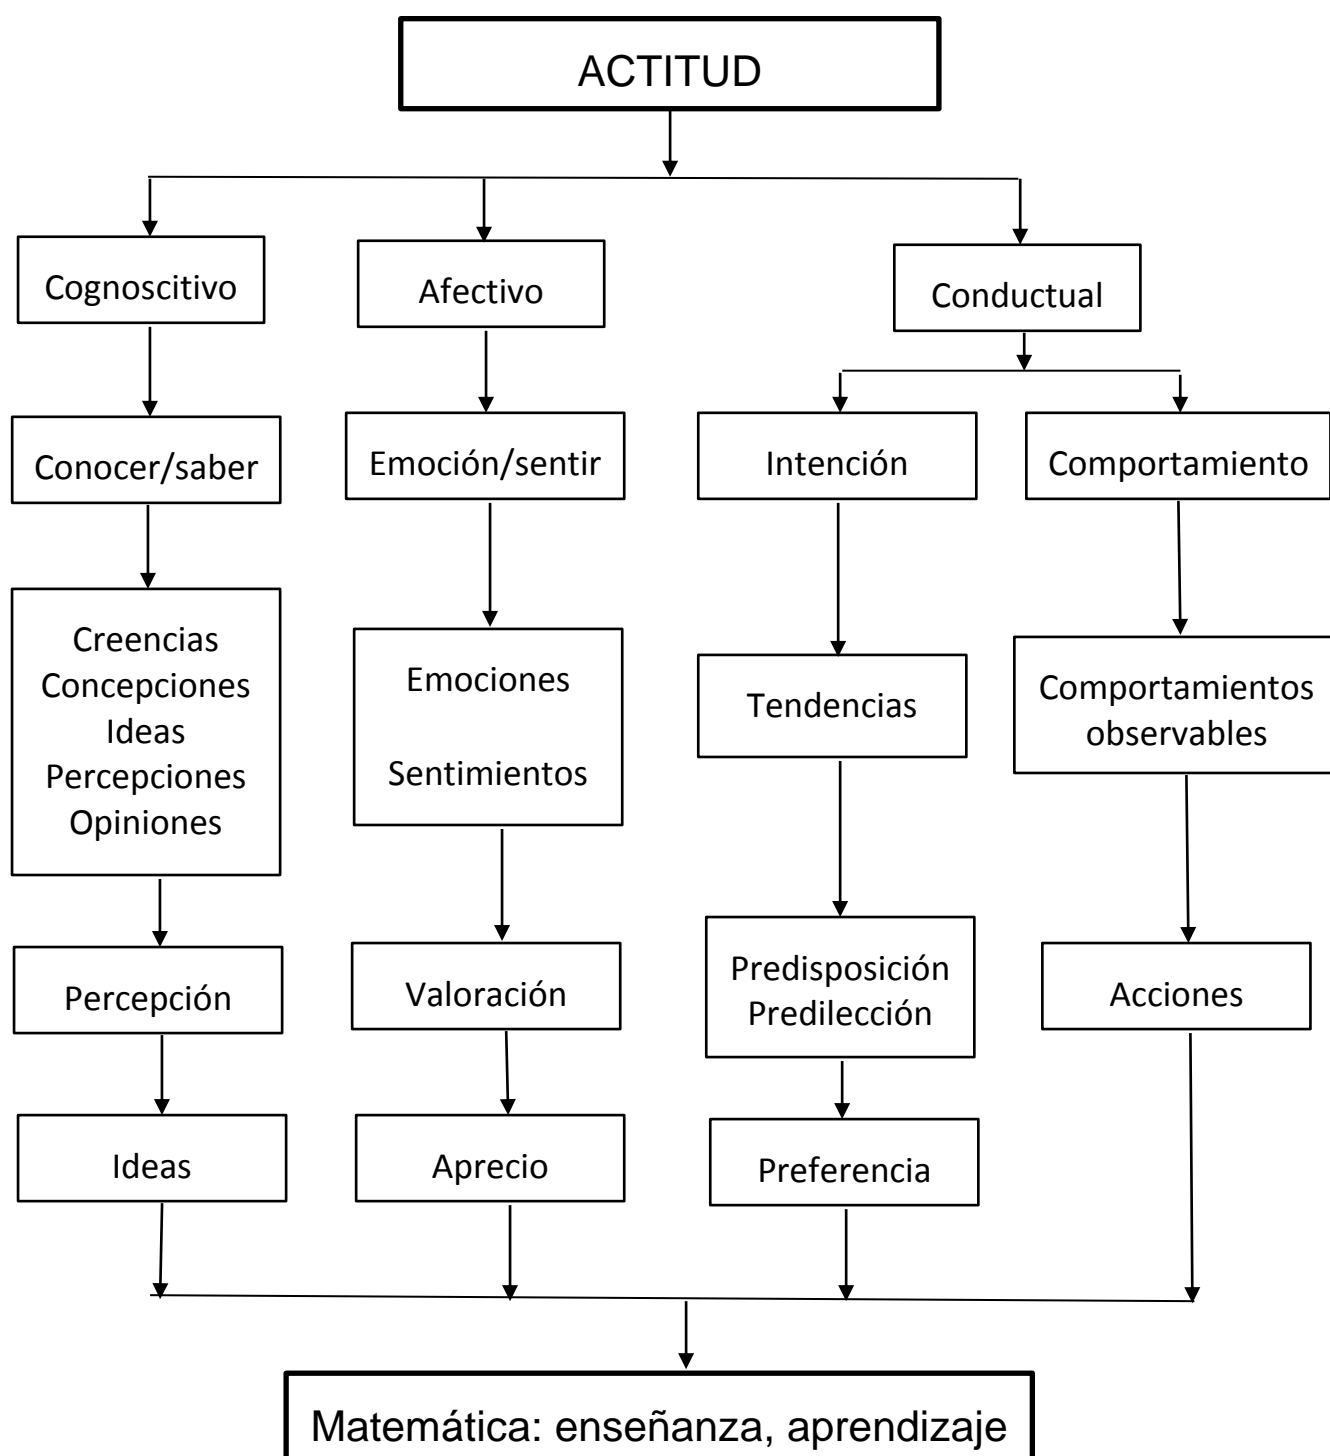 ACTITUD
Cognoscitivo
Afectivo
Conductual
Conocer/saber
Emoción/sentir
Intención
Comportamiento
Creencias
Concepciones
Ideas
Percepciones
Opiniones
Emociones
Sentimientos
Tendencias
Comportamientos
observables
Percepción
Valoración
Predisposición
Predilección
Acciones
Ideas
Aprecio
Preferencia
Matemática: enseñanza, aprendizaje